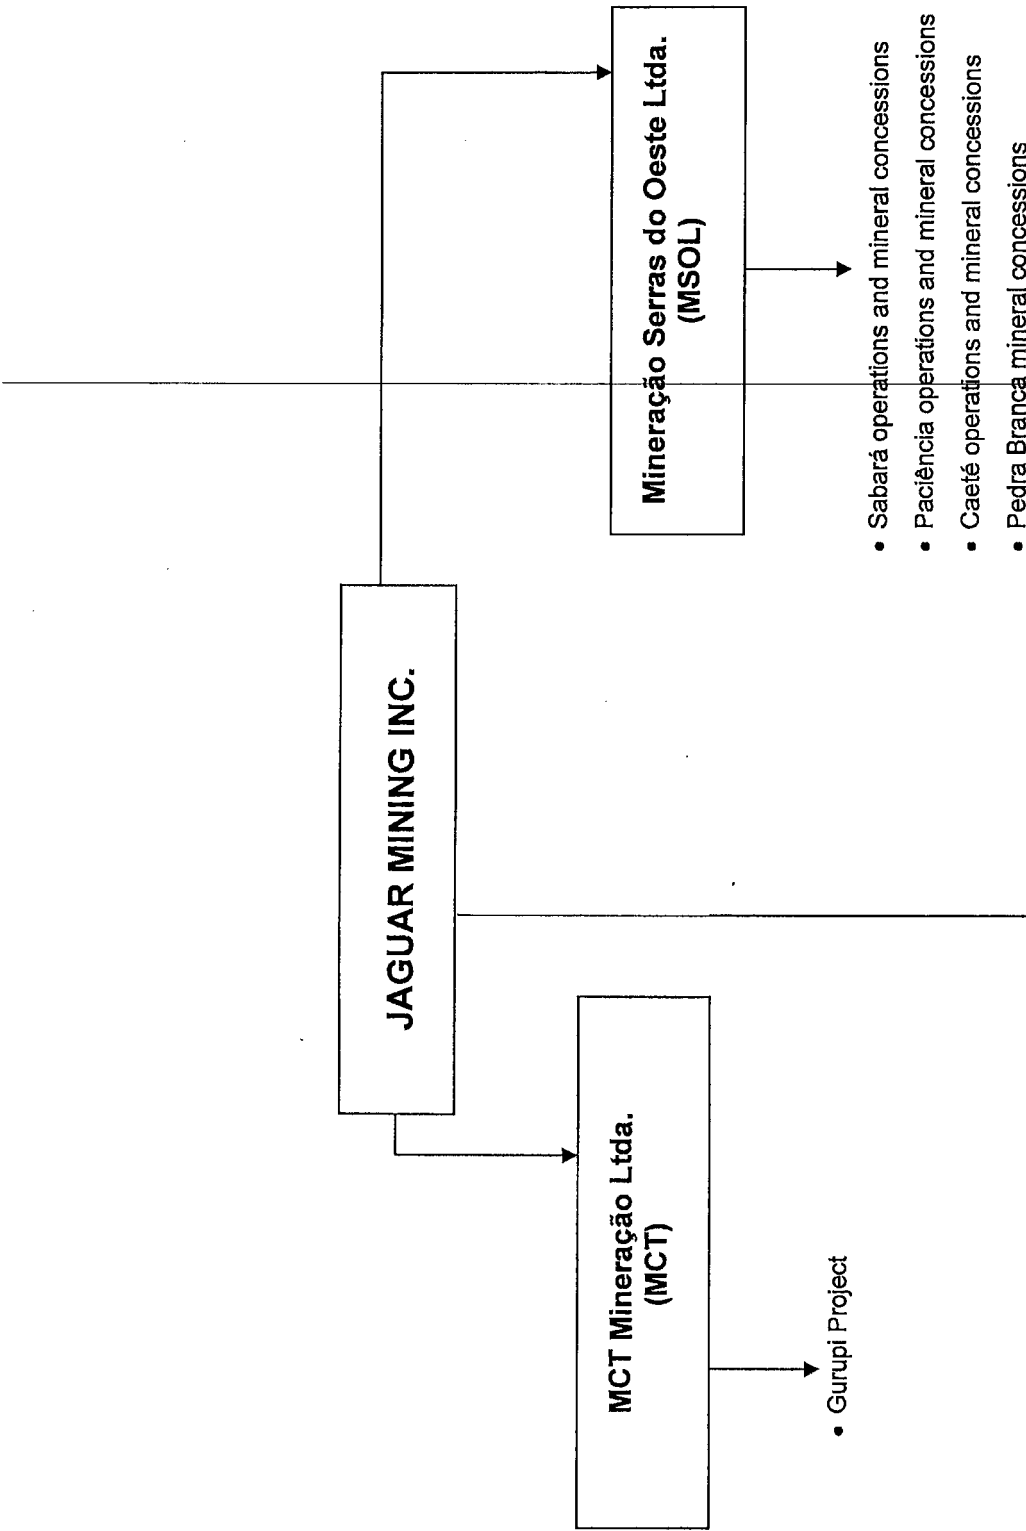 JAGUAR MINING INC.
MCT Mineração Ltda.
(MCT)
• Gurupi Project
Mineração Serras do Oeste Ltda.
(MSOL)
• Sabará operations and mineral concessions
• Paciência operations and mineral concessions
• Caeté operations and mineral concessions
• Pedra Branca mineral concessions